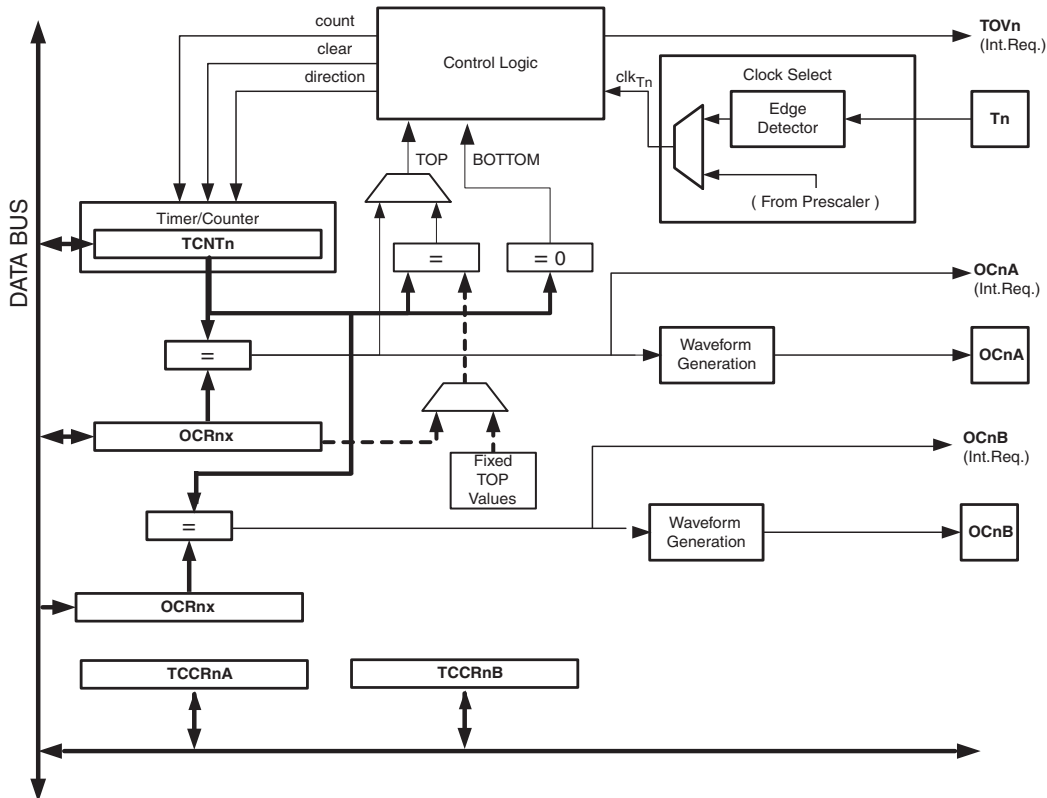 count
clear
direction
Control Logic
TOVn
(Int.Req.)
Clock Select
clkTn
Edge
Detector
Tn
( From Prescaler )
TOP
BOTTOM
Timer/Counter
TCNTn
DATA BUS
=
= 0
OCnA
(Int.Req.)
=
Waveform
Generation
OCnA
OCRnx
Fixed
TOP
Values
OCnB
(Int.Req.)
=
Waveform
Generation
OCnB
OCRnx
TCCRnA
TCCRnB